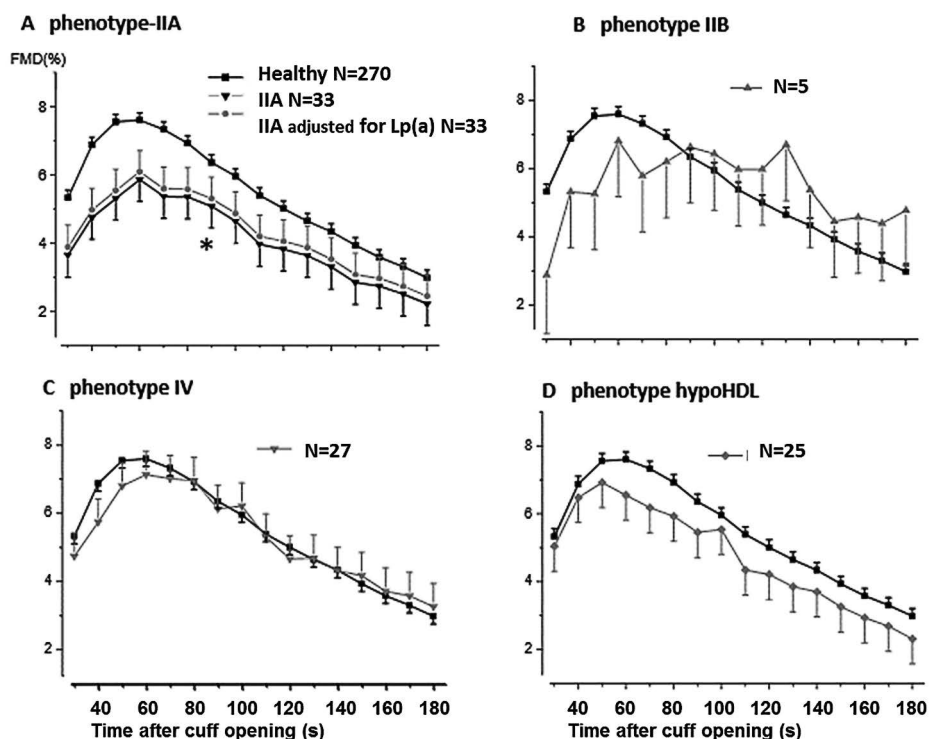 A phenotype-IIA
FMD(%)
Healthy N=270
IIA N=33
IIA adjusted for Lp(a) N=33
8
6
4
2
*
B phenotype IIB
N=5
8
6
4
2
C phenotype IV
N=27
8
6
4
2
40 60 80 100 120 140 160 180
Time after cuff opening (s)
D phenotype hypoHDL
N=25
8
6
4
2
40 60 80 100 120 140 160 180
Time after cuff opening (s)